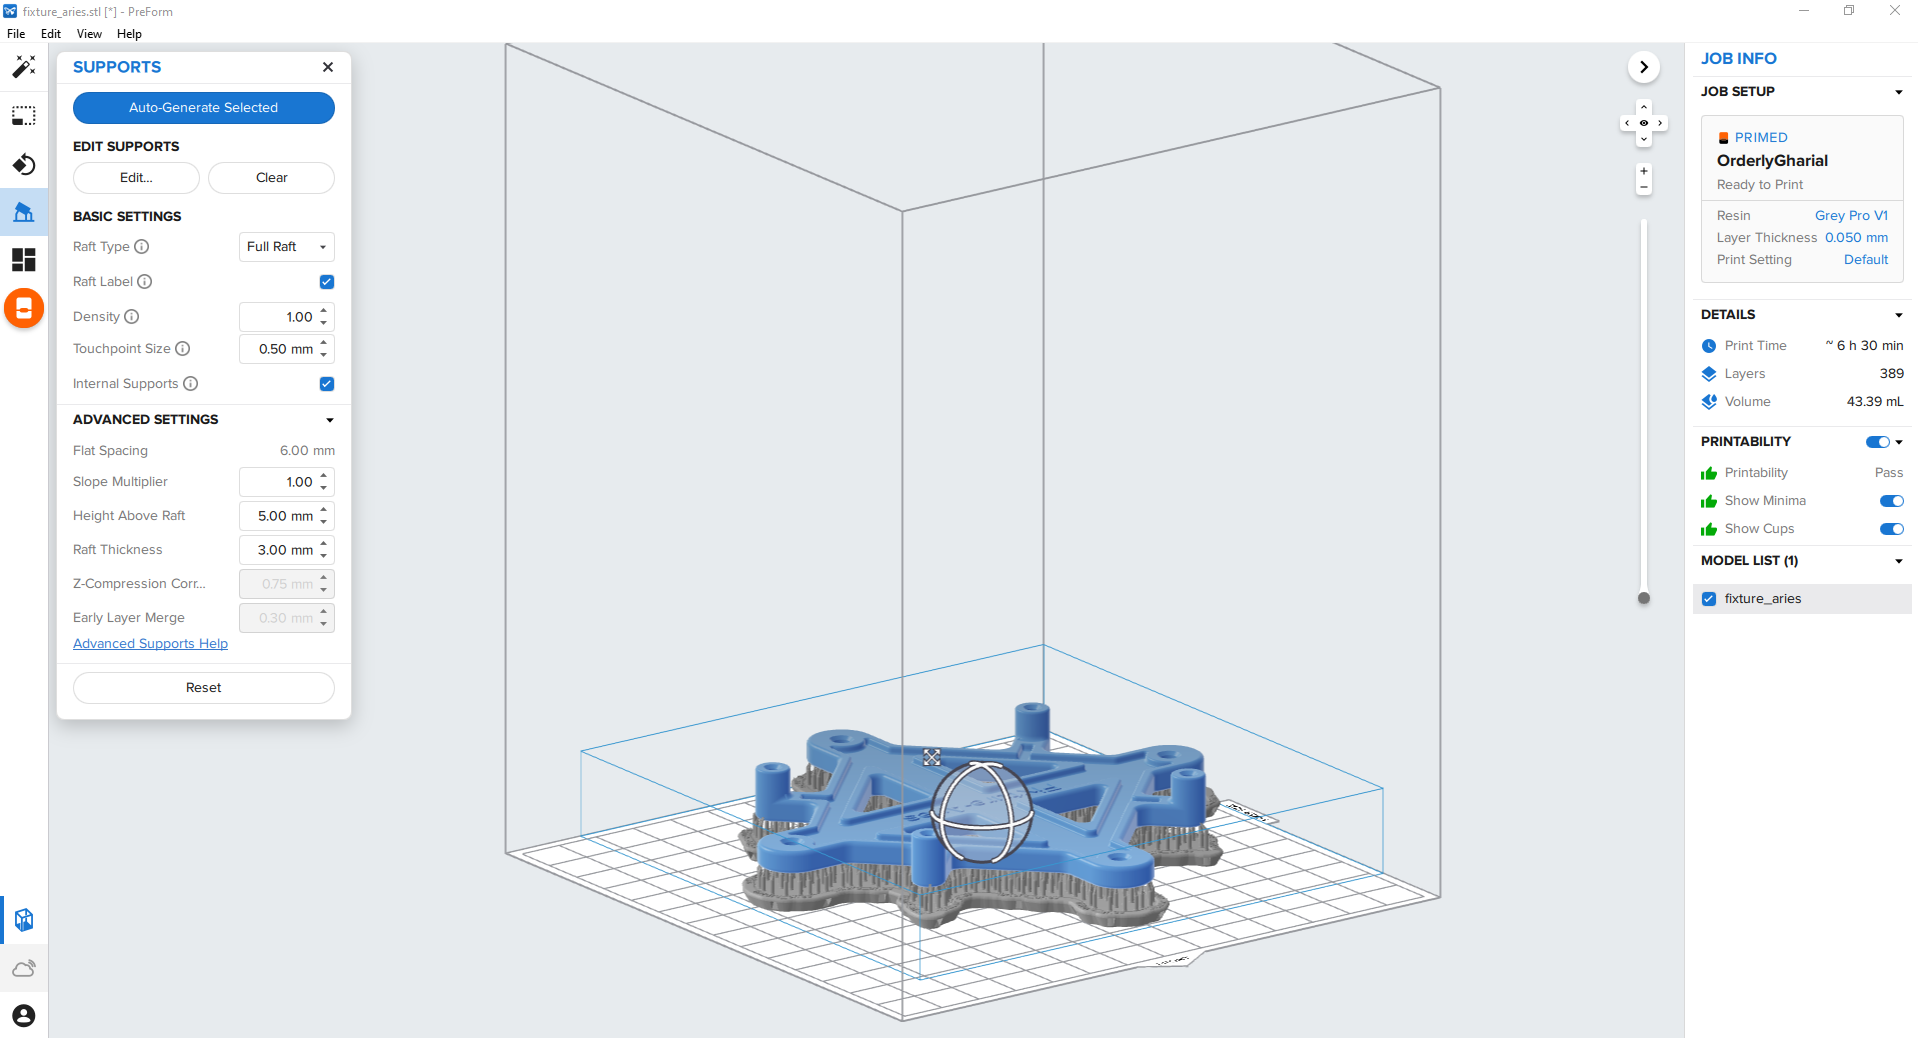 fixture_aries.stl [*] - PreForm
File Edit View Help
SUPPORTS
Auto-Generate Selected
EDIT SUPPORTS
Edit... Clear
BASIC SETTINGS
Raft Type Full Raft
Raft Label
Density 1.00
Touchpoint Size 0.50 mm
Internal Supports
ADVANCED SETTINGS
Flat Spacing 6.00 mm
Slope Multiplier 1.00
Height Above Raft 5.00 mm
Raft Thickness 3.00 mm
Z-Compression Corr... 0.75 mm
Early Layer Merge 0.30 mm
Advanced Supports Help
Reset
JOB INFO
JOB SETUP
PRIMED
OrderlyGharial
Ready to Print
Resin Grey Pro V1
Layer Thickness 0.050 mm
Print Setting Default
DETAILS
Print Time ~ 6 h 30 min
Layers 389
Volume 43.39 mL
PRINTABILITY
Printability Pass
Show Minima
Show Cups
MODEL LIST (1)
fixture_aries